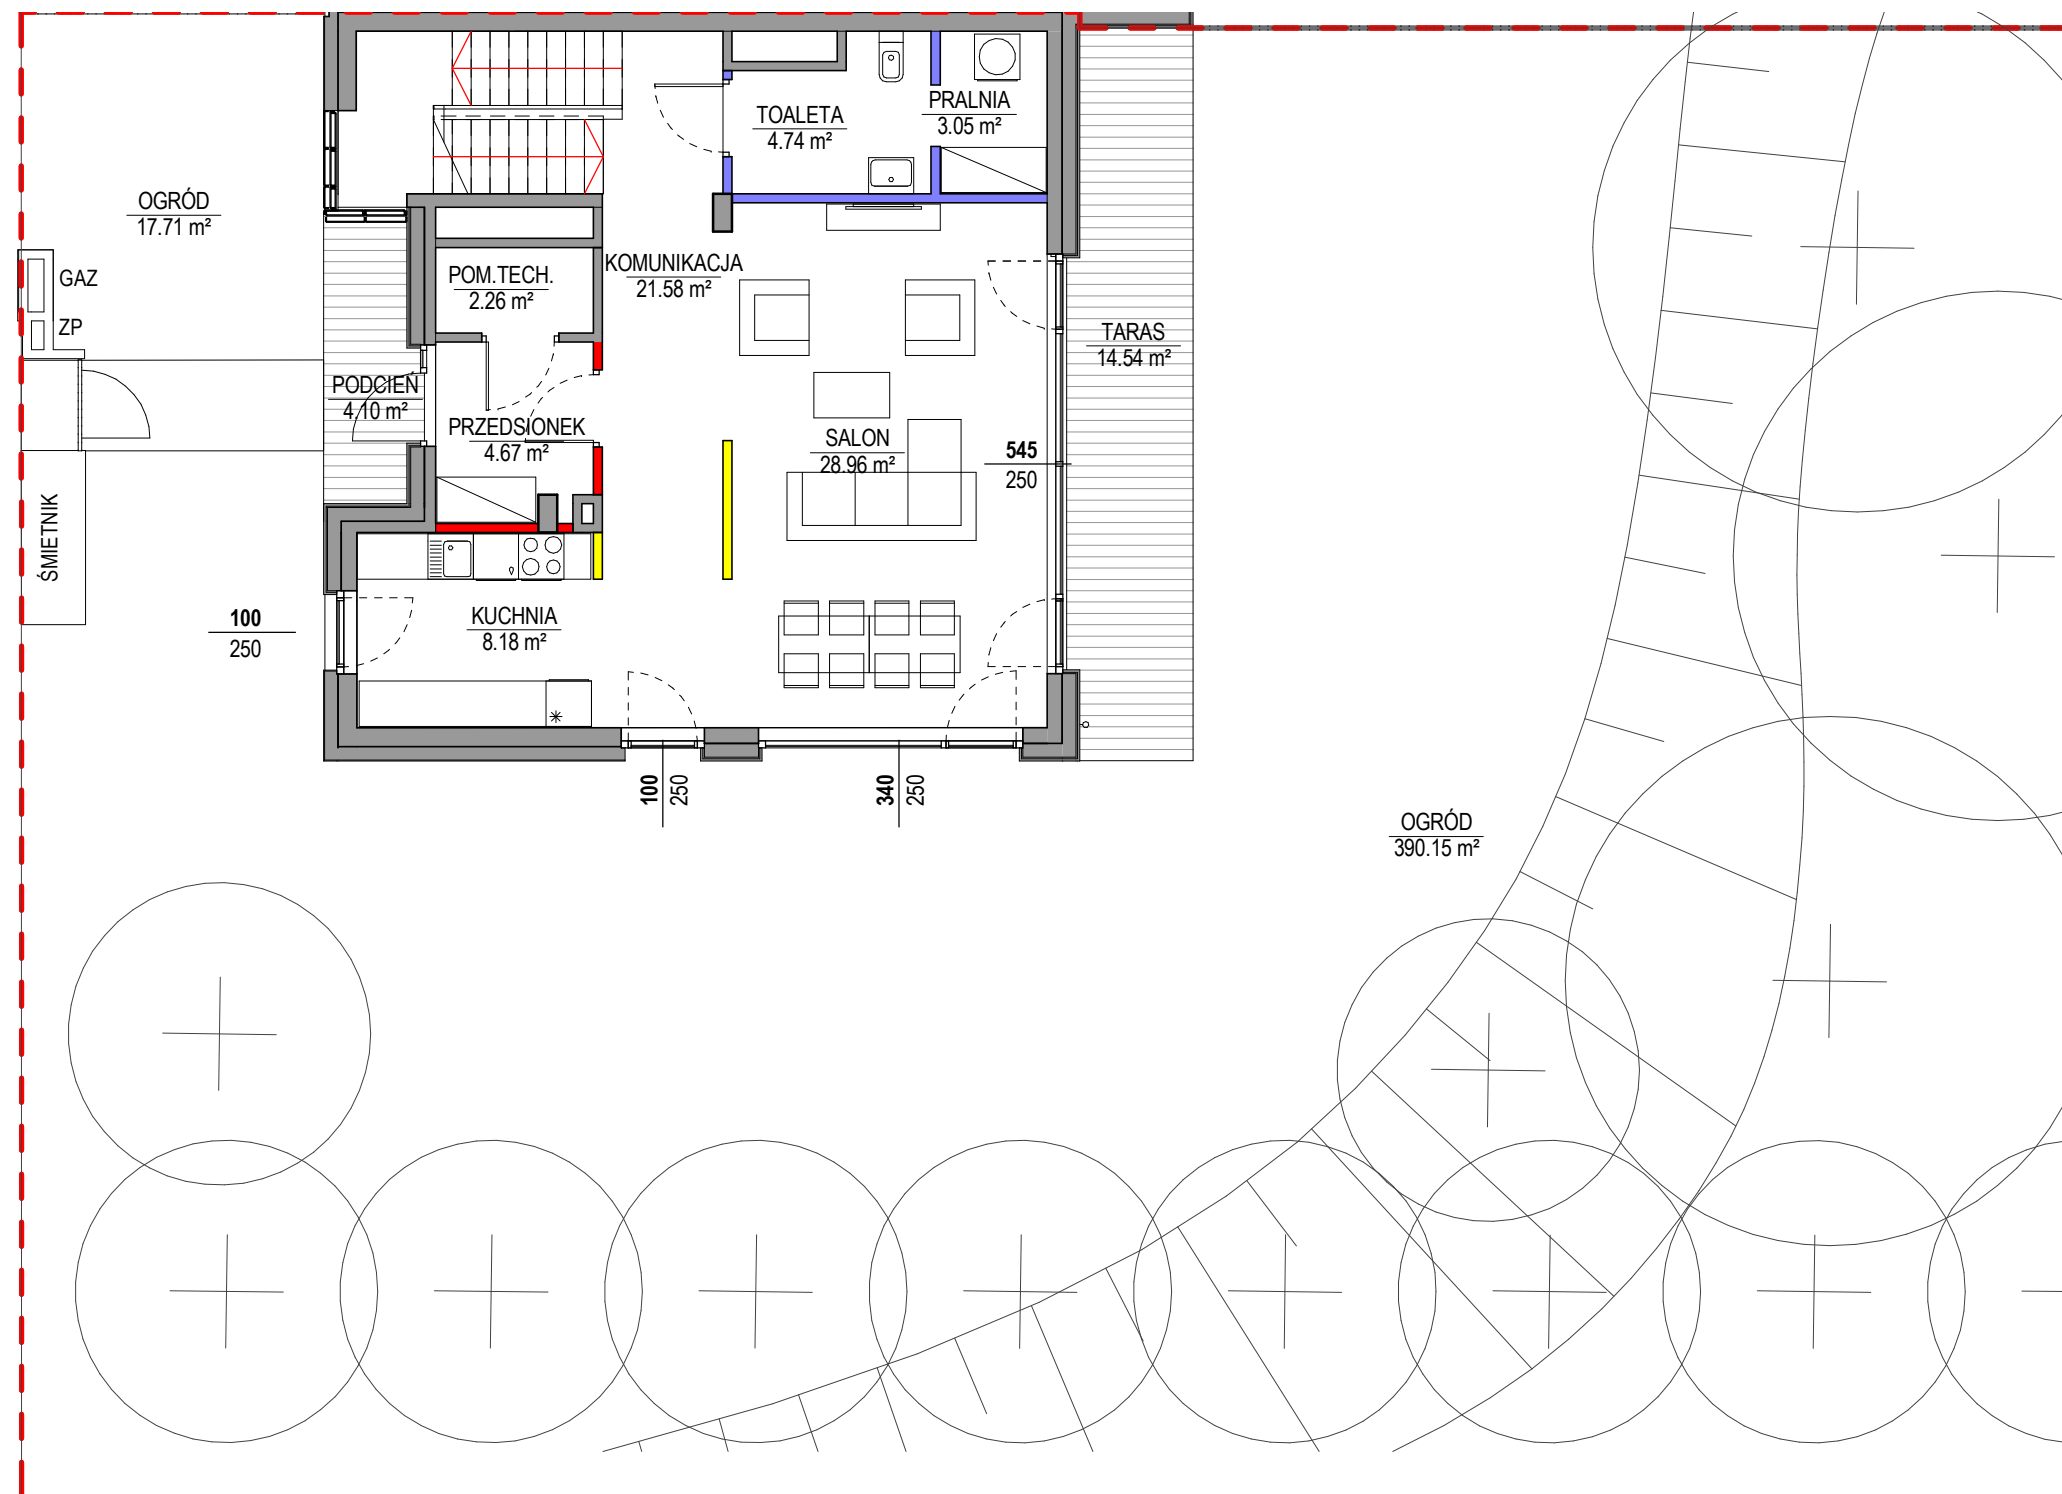 TOALETA
4.74 m²
PRALNIA
3.05 m²
OGRÓD
17.71 m²
GAZ
ZP
POM.TECH.
2.26 m²
KOMUNIKACJA
21.58 m²
TARAS
14.54 m²
PODCIEŃ
4.10 m²
PRZEDSIONEK
4.67 m²
SALON
28.96 m²
545
250
ŚMIETNIK
100
250
KUCHNIA
8.18 m²
100
250
340
250
OGRÓD
390.15 m²